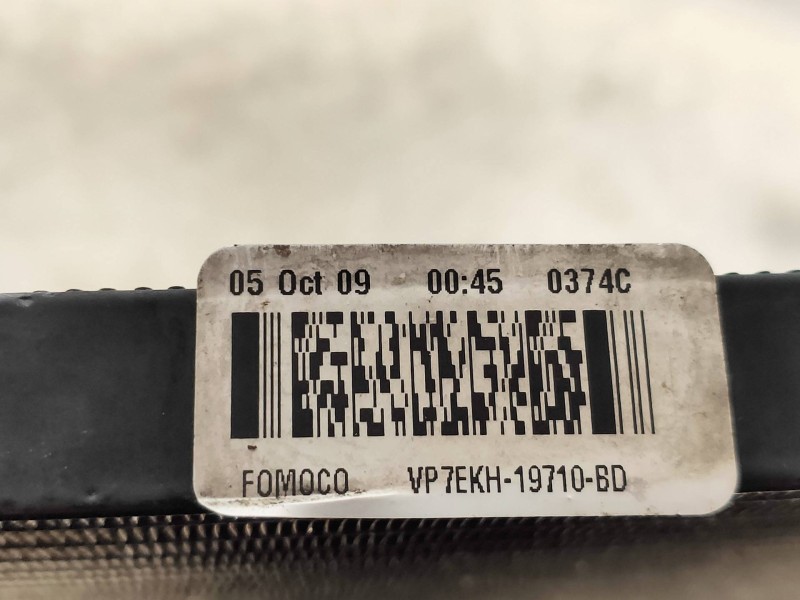 05 Oct 09 00:45 0374C
FOMOCO VP7EKH-19710-BD